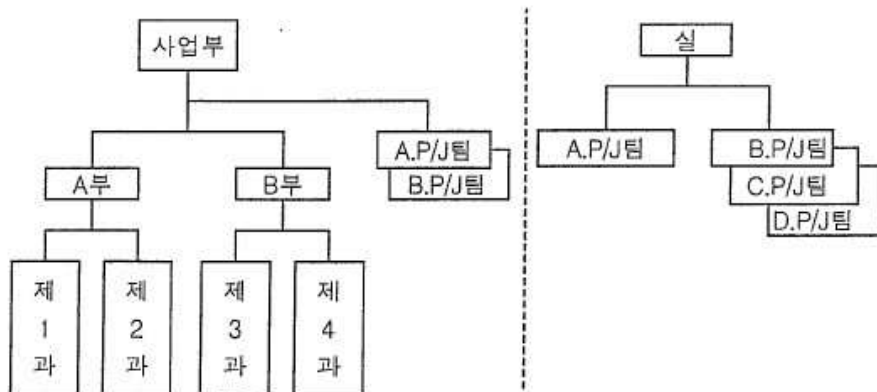 사업부
A부
B부
A.P/J팀
B.P/J팀
제1과
제2과
제3과
제4과
실
A.P/J팀
B.P/J팀
C.P/J팀
D.P/J팀